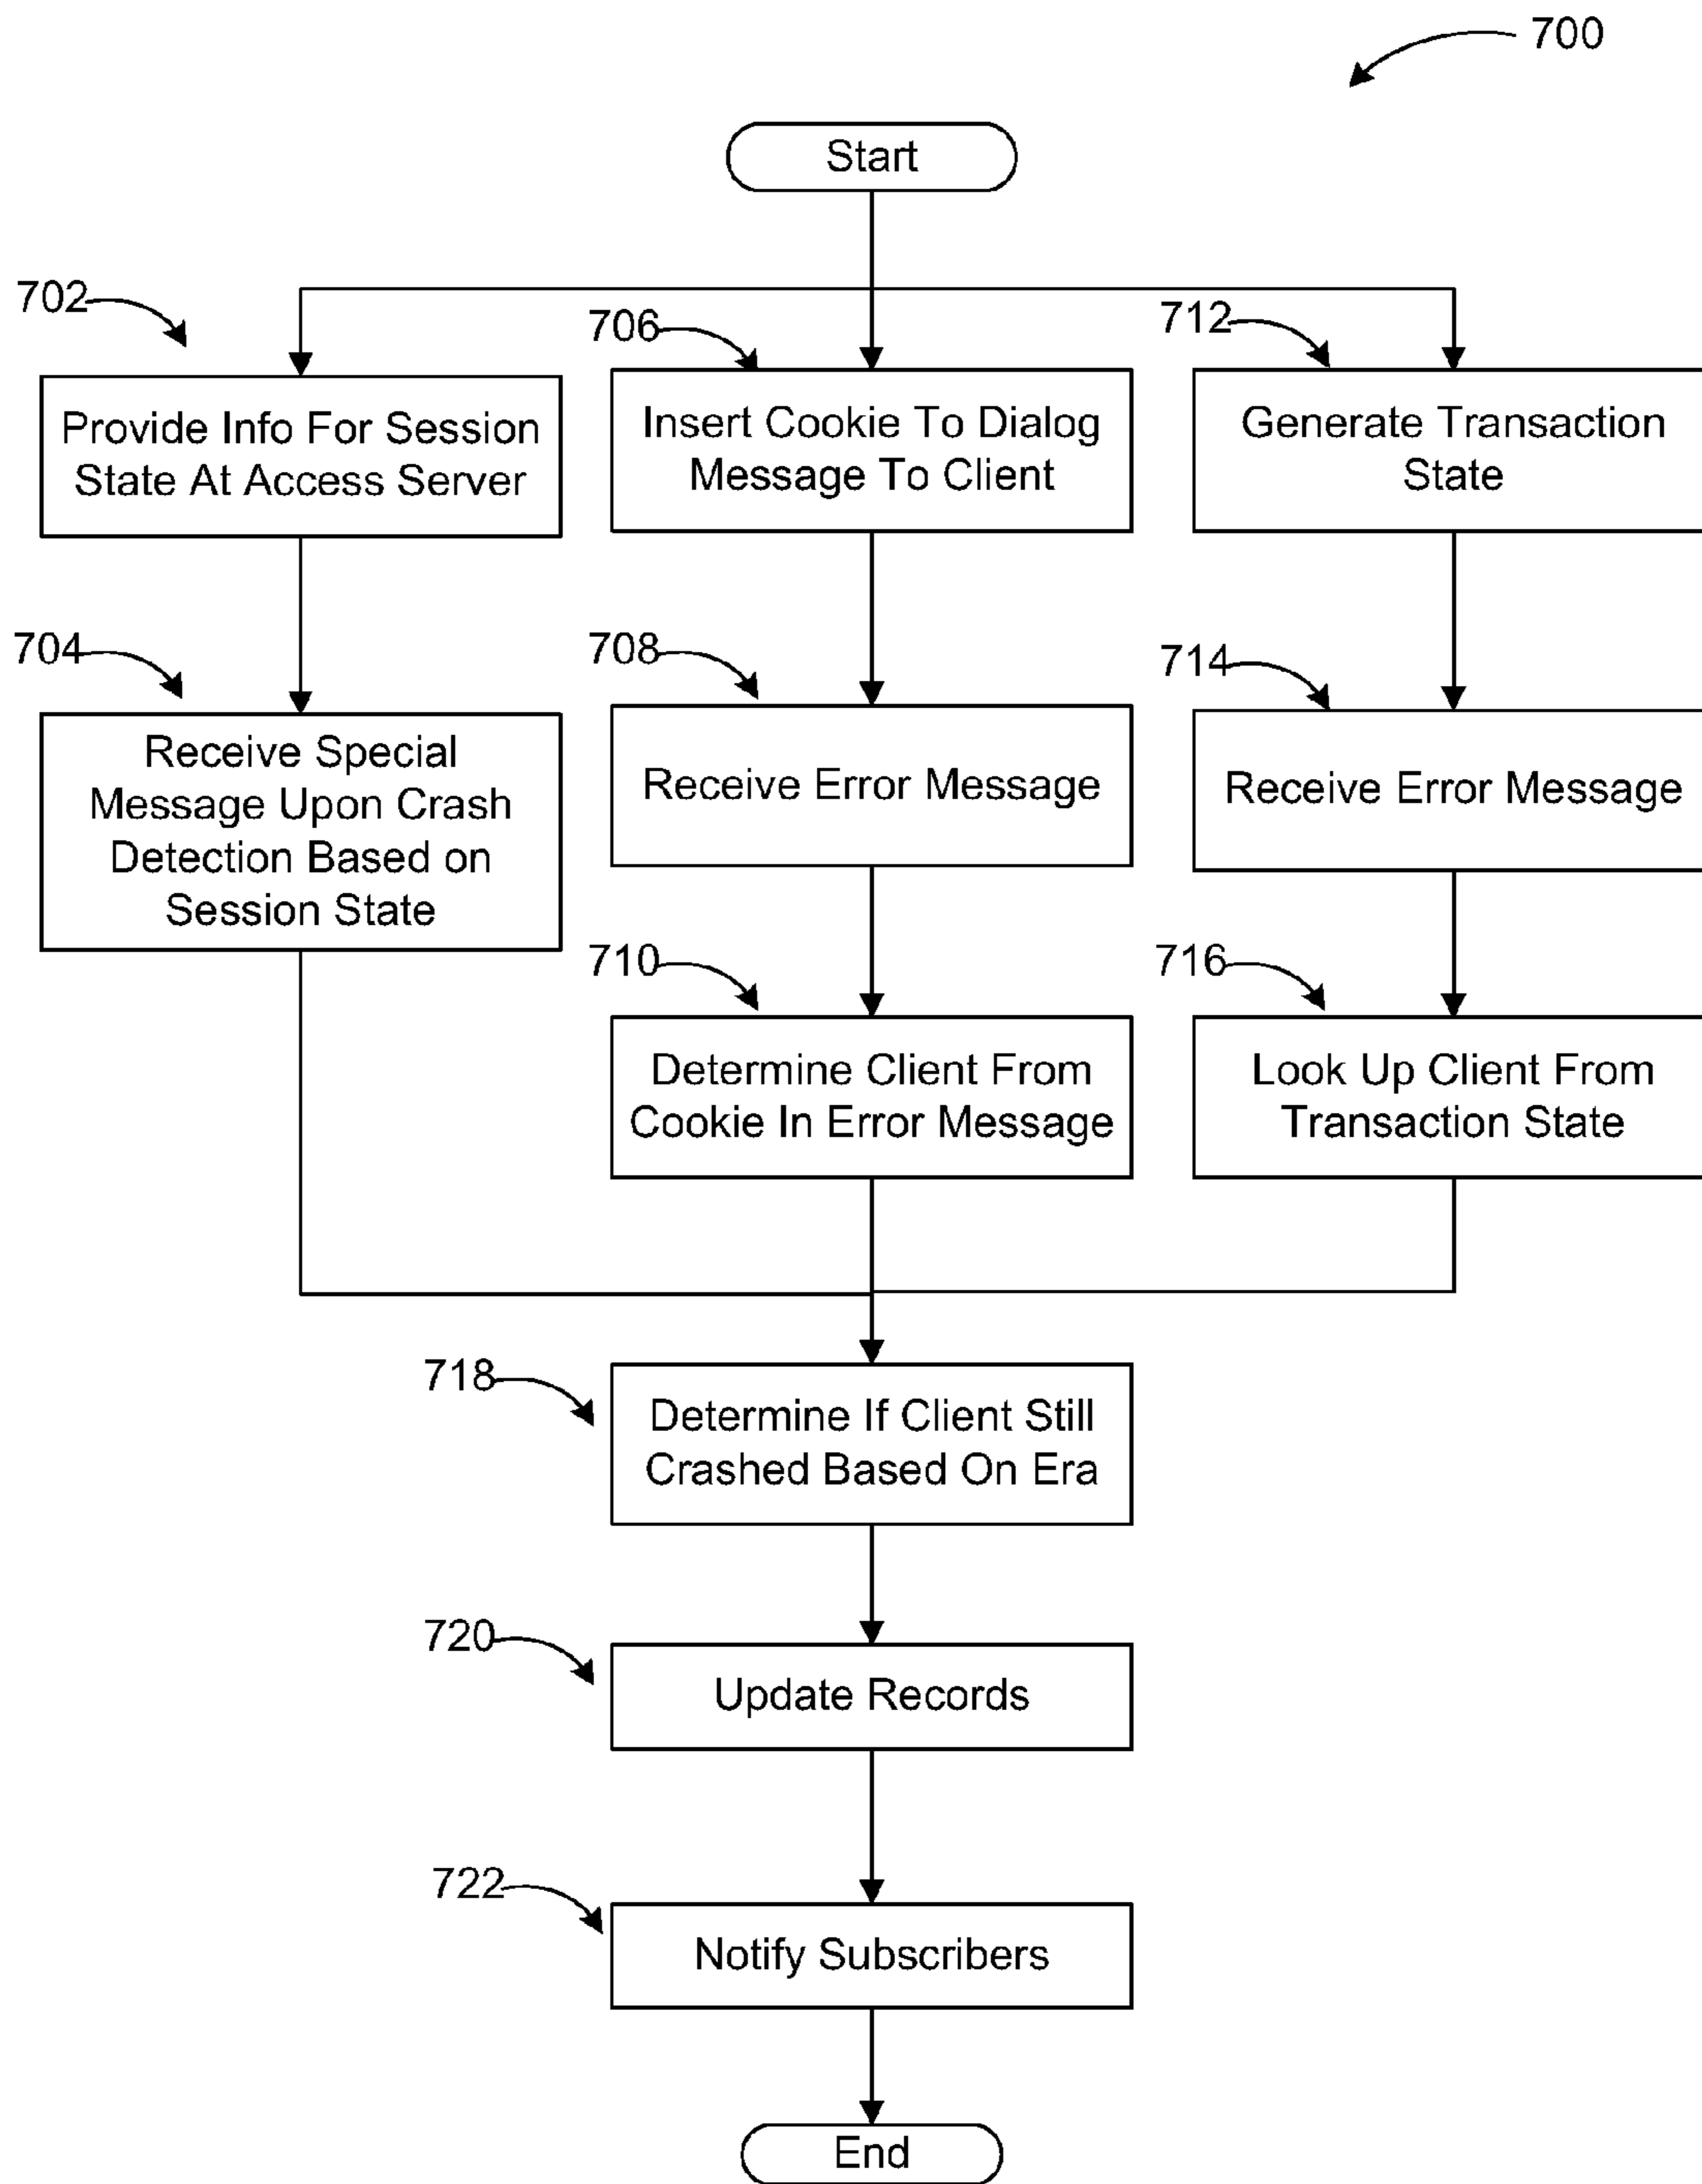 700
Start
702
706
712
Provide Info For Session
State At Access Server
Insert Cookie To Dialog
Message To Client
Generate Transaction
State
704
708
714
Receive Special
Message Upon Crash
Detection Based on
Session State
Receive Error Message
Receive Error Message
710
716
Determine Client From
Cookie In Error Message
Look Up Client From
Transaction State
718
Determine If Client Still
Crashed Based On Era
720
Update Records
722
Notify Subscribers
End